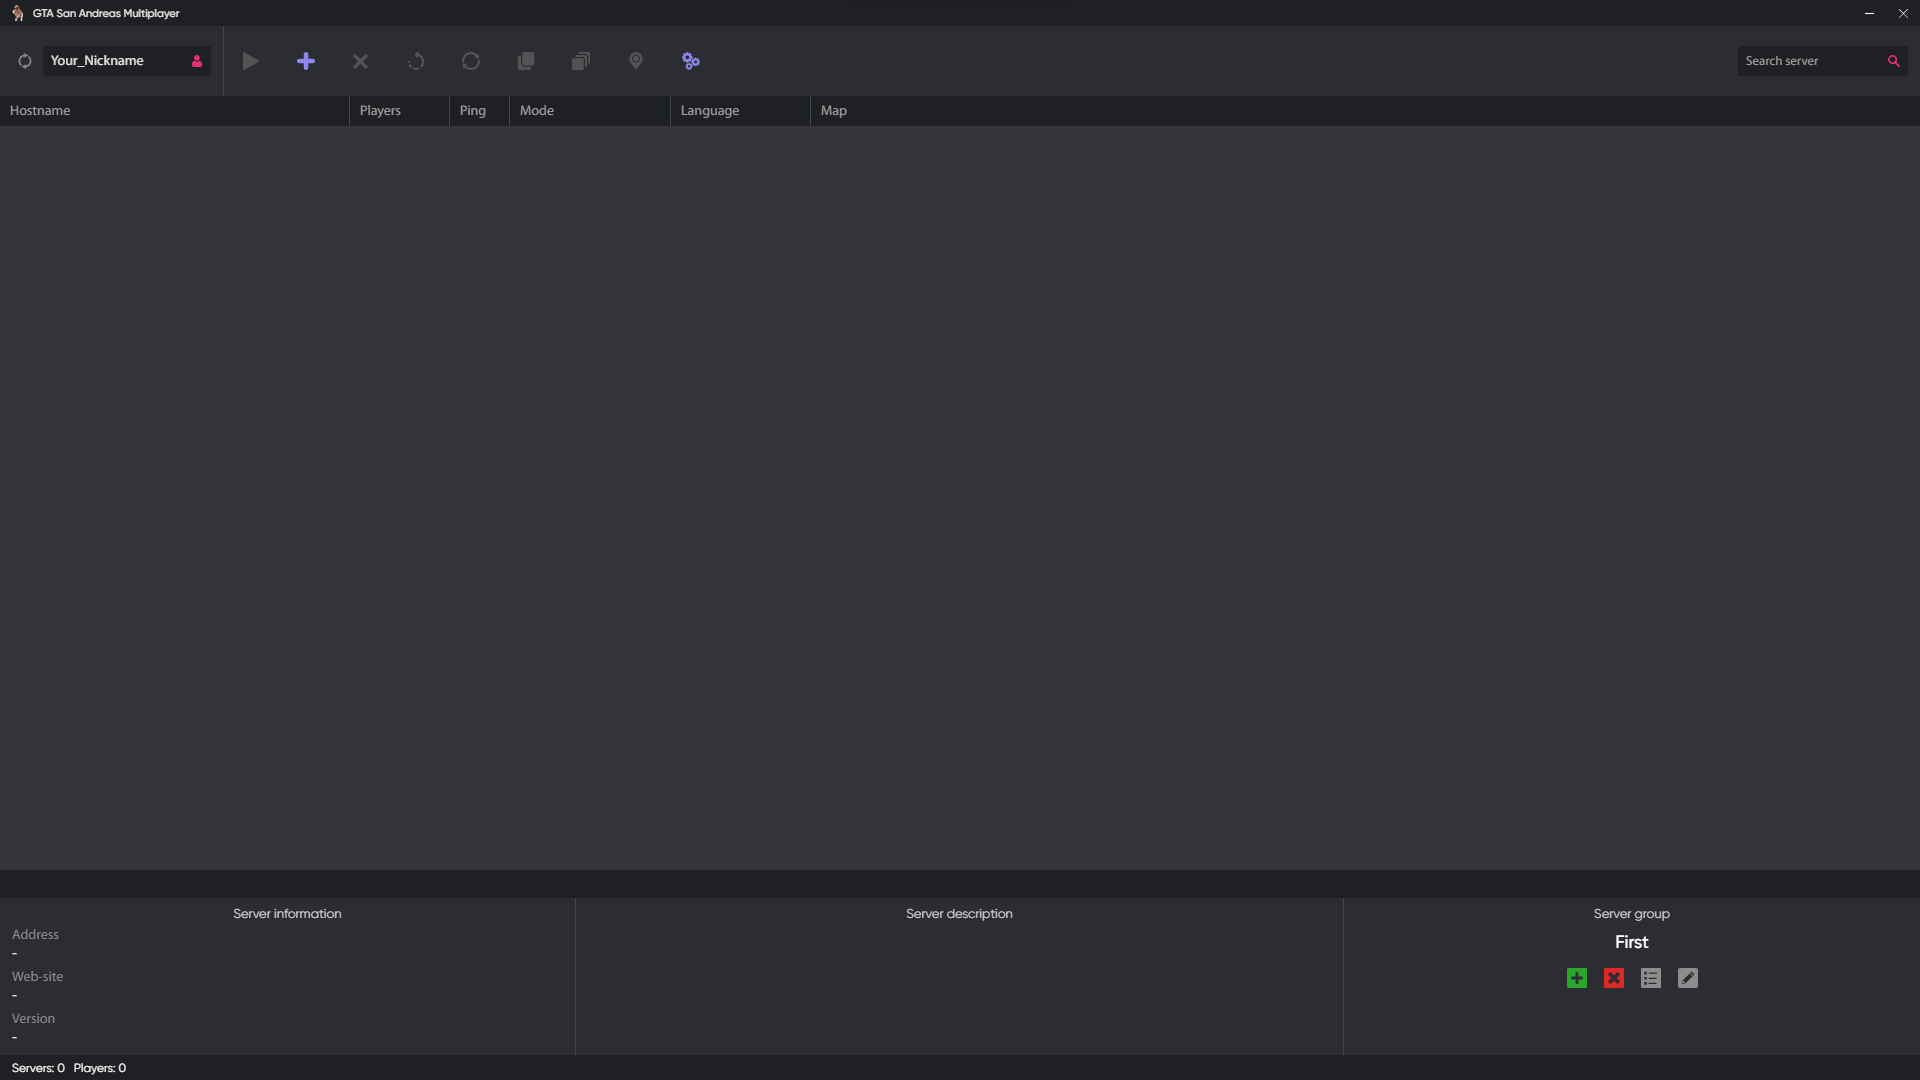 GTA San Andreas Multiplayer
Your_Nickname
Search server
Hostname Players Ping Mode Language Map
Server information
Address
-
Web-site
-
Version
-
Server description
Server group
First
Servers: 0 Players: 0